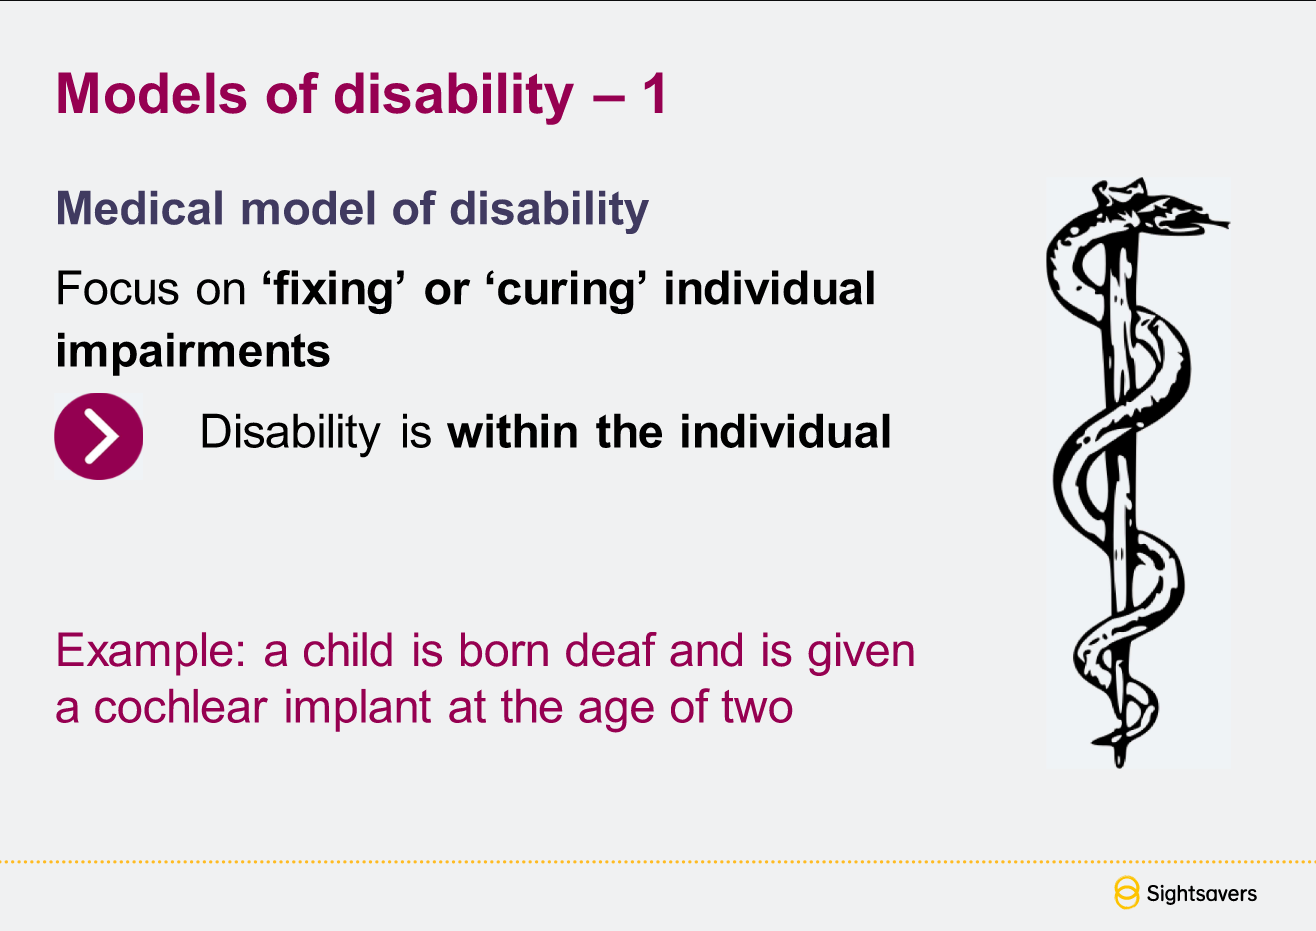 Models of disability – 1
Medical model of disability
Focus on ‘fixing’ or ‘curing’ individual
impairments
Disability is within the individual
Example: a child is born deaf and is given
a cochlear implant at the age of two
Sightsavers